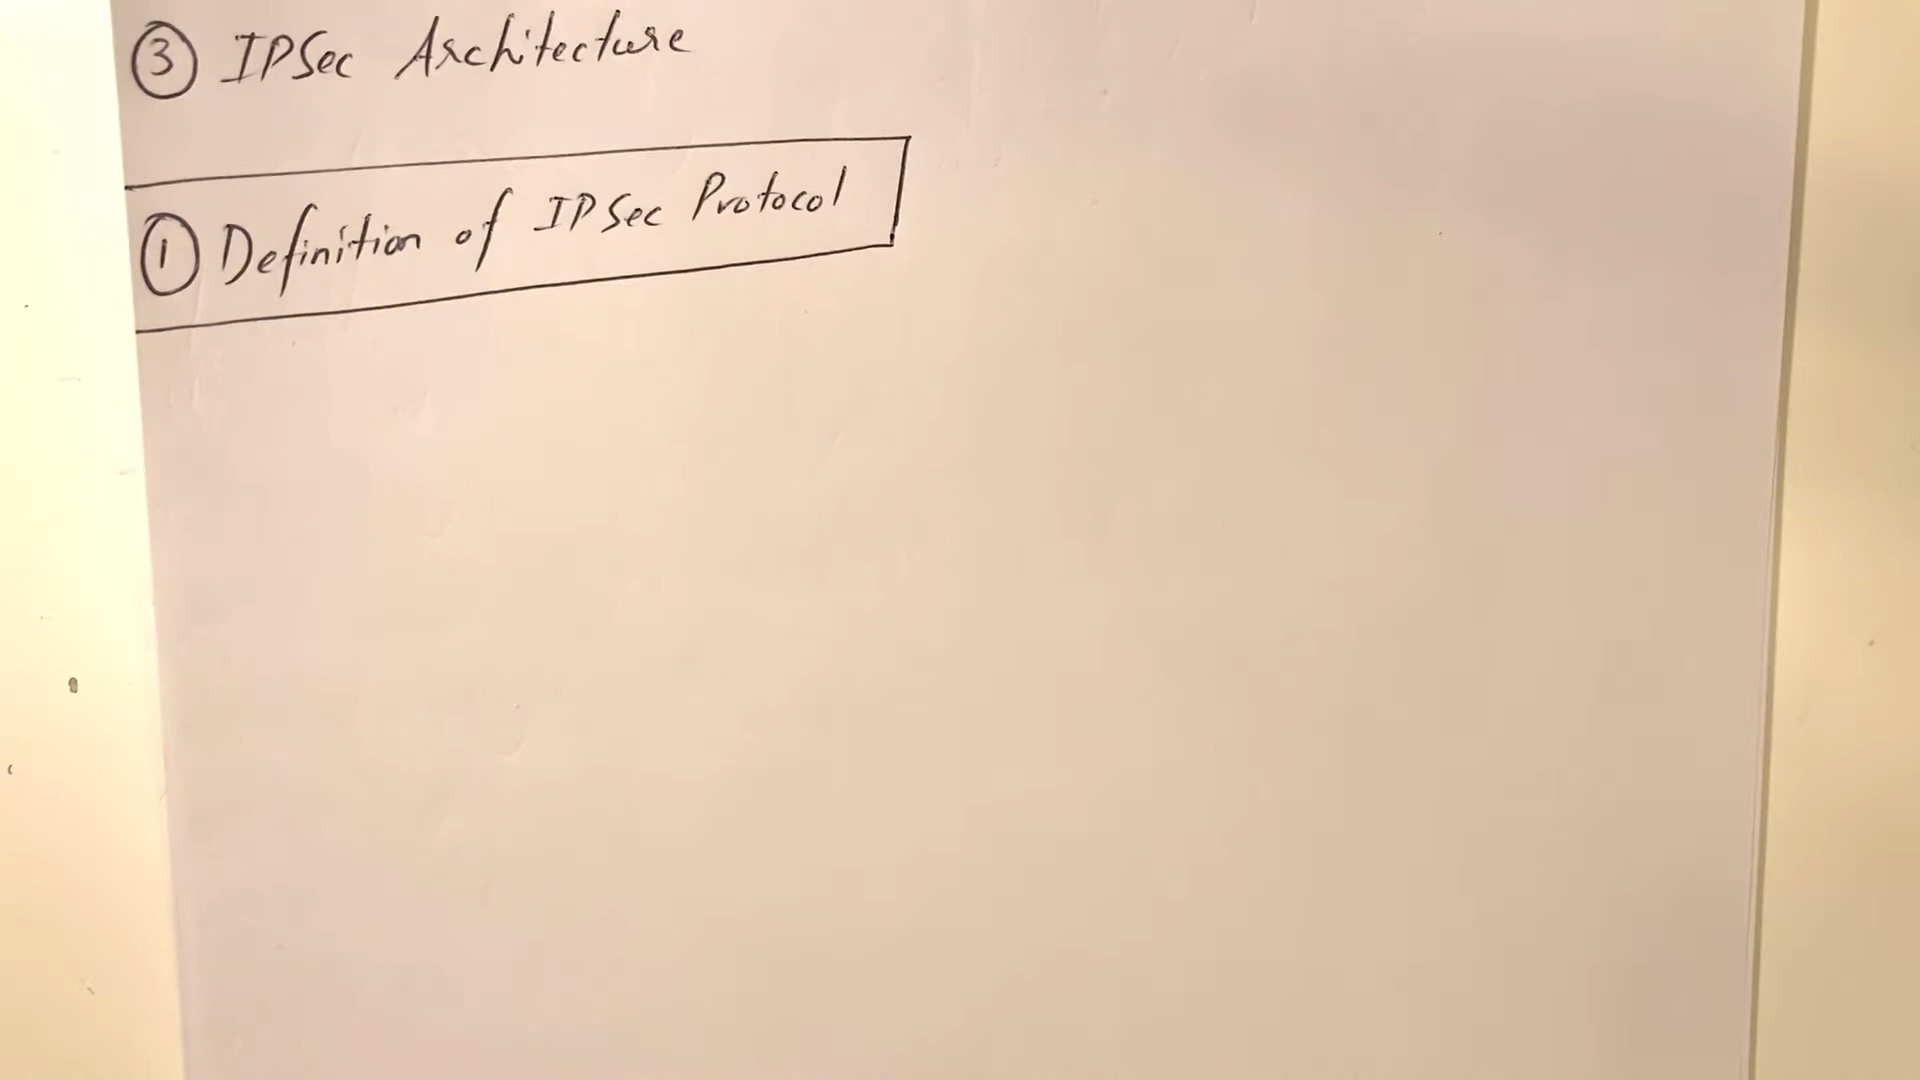 ③ IPSec Architecture
① Definition of IPSec Protocol